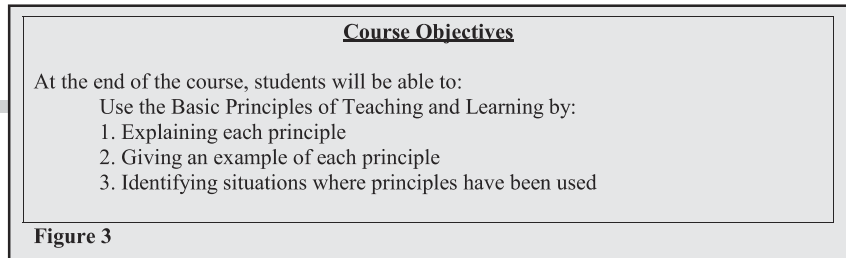 Course Objectives
At the end of the course, students will be able to:
Use the Basic Principles of Teaching and Learning by:
1. Explaining each principle
2. Giving an example of each principle
3. Identifying situations where principles have been used
Figure 3